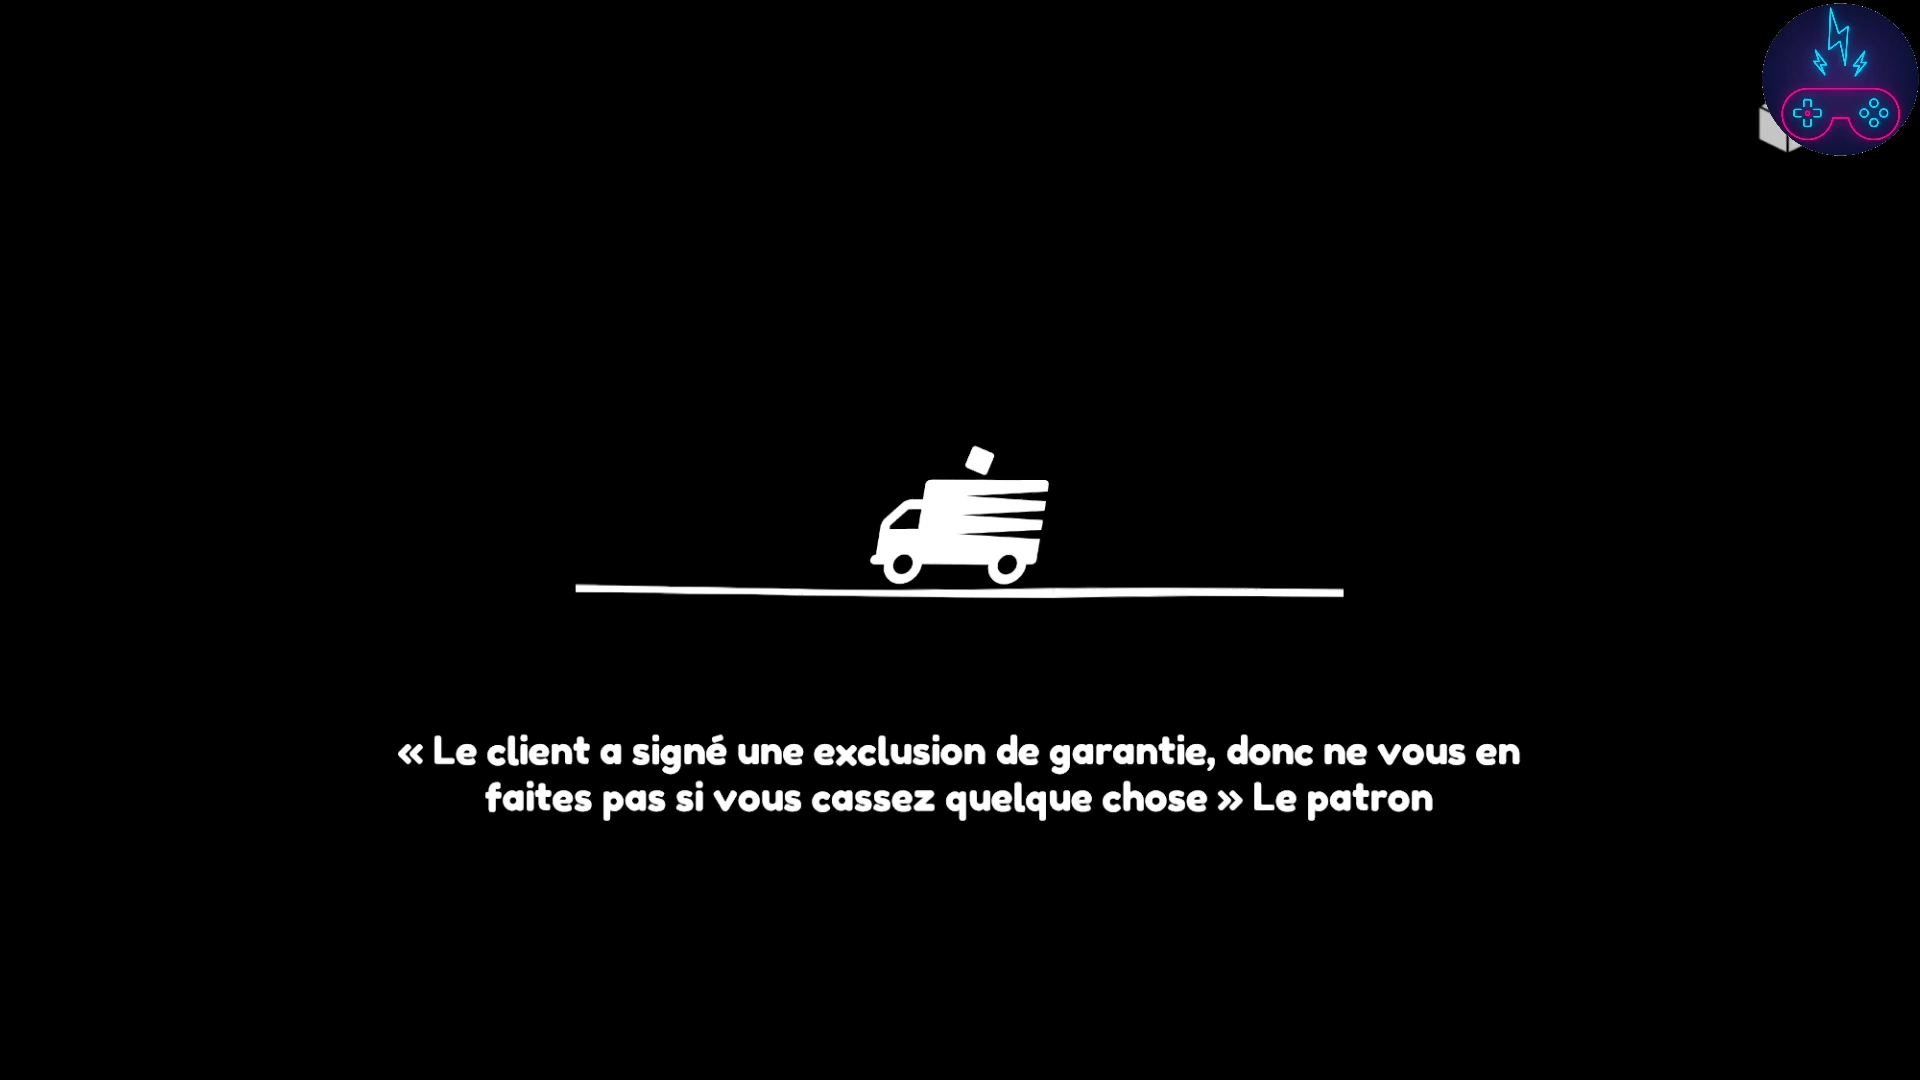 « Le client a signé une exclusion de garantie, donc ne vous en
faites pas si vous cassez quelque chose » Le patron